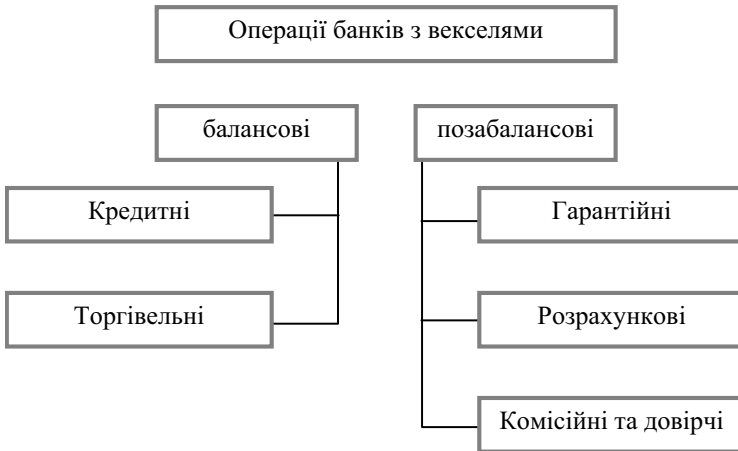 Операції банків з векселями
балансові
позабалансові
Кредитні
Гарантійні
Торгівельні
Розрахункові
Комісійні та довірчі